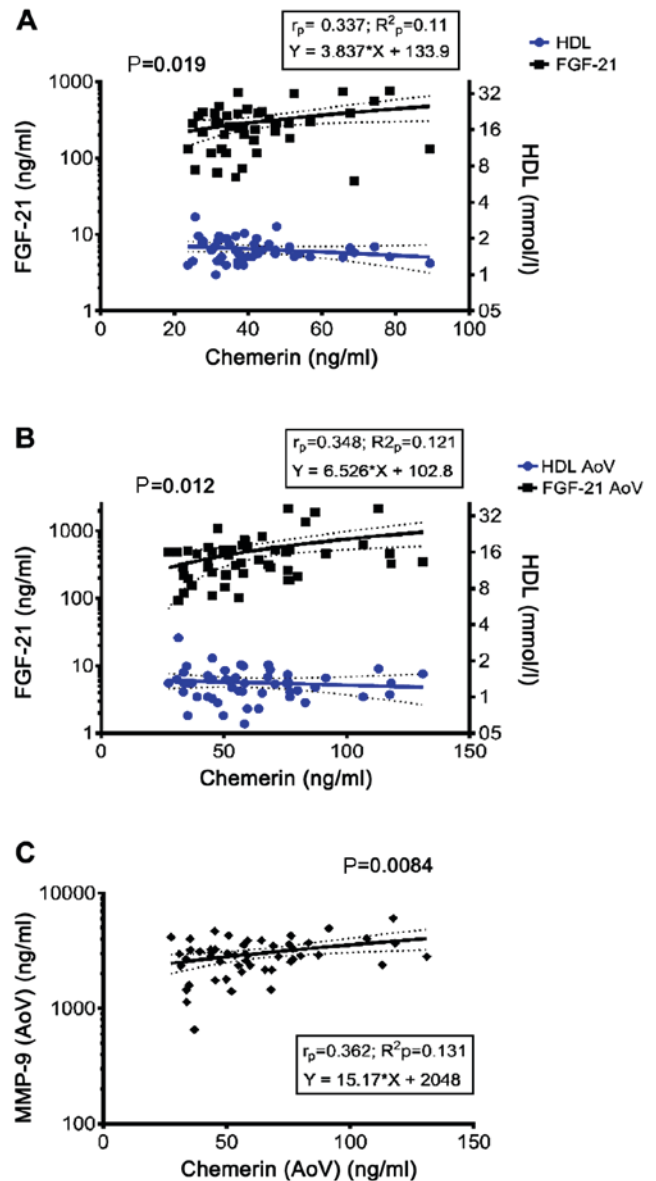 A
rp= 0.337; R²p=0.11
Y = 3.837*X + 133.9
P=0.019
HDL
FGF-21
FGF-21 (ng/ml)
1000
100
10
1
HDL (mmol/l)
32
16
8
4
2
1
05
0 20 40 60 80 100
Chemerin (ng/ml)
B
rp=0.348; R2p=0.121
Y = 6.526*X + 102.8
P=0.012
HDL AoV
FGF-21 AoV
FGF-21 (ng/ml)
1000
100
10
1
HDL (mmol/l)
32
16
8
4
2
1
05
0 50 100 150
Chemerin (ng/ml)
C
P=0.0084
MMP-9 (AoV) (ng/ml)
10000
1000
100
rp=0.362; R²p=0.131
Y = 15.17*X + 2048
0 50 100 150
Chemerin (AoV) (ng/ml)